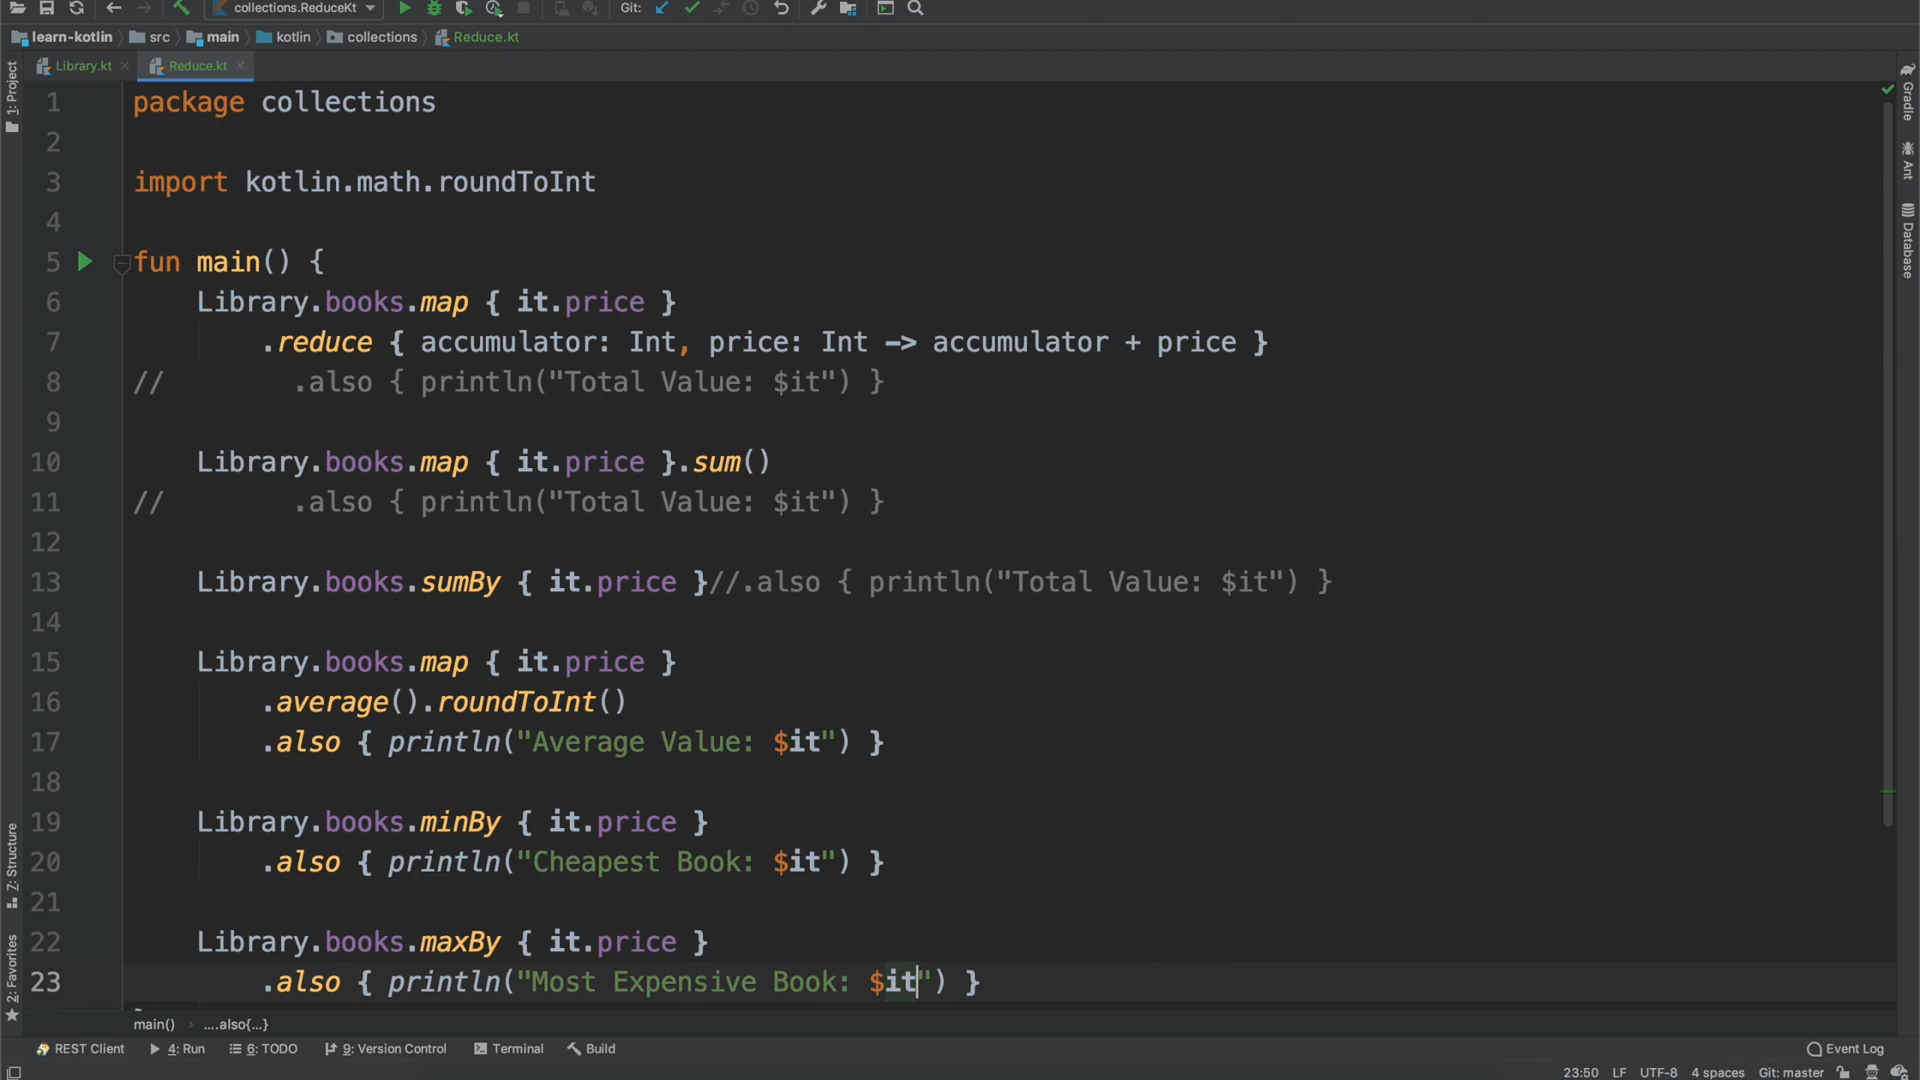 collections.ReduceKt
Git:
learn-kotlin src main kotlin collections Reduce.kt
Library.kt Reduce.kt
1: Project
Gradle
Ant
Database
1 package collections
2
3 import kotlin.math.roundToInt
4
5 fun main() {
6 Library.books.map { it.price }
7 .reduce { accumulator: Int, price: Int -> accumulator + price }
8 // .also { println("Total Value: $it") }
9
10 Library.books.map { it.price }.sum()
11 // .also { println("Total Value: $it") }
12
13 Library.books.sumBy { it.price }//.also { println("Total Value: $it") }
14
15 Library.books.map { it.price }
16 .average().roundToInt()
17 .also { println("Average Value: $it") }
18
19 Library.books.minBy { it.price }
20 .also { println("Cheapest Book: $it") }
21
22 Library.books.maxBy { it.price }
23 .also { println("Most Expensive Book: $it") }
Z: Structure
2: Favorites
main() ....also{...}
REST Client 4: Run 6: TODO 9: Version Control Terminal Build Event Log
23:50 LF UTF-8 4 spaces Git: master